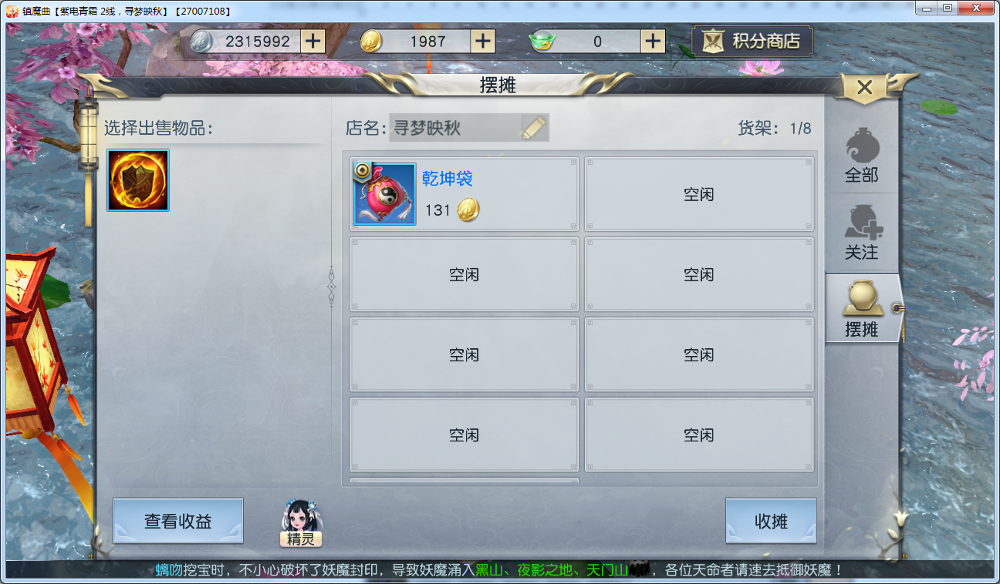 镇魔曲【紫电青霜 2线，寻梦映秋】【27007108】
2315992 1987 0 积分商店
摆摊
选择出售物品: 店名: 寻梦映秋 货架: 1/8
全部
乾坤袋 空闲
131
关注
空闲 空闲
摆摊
空闲 空闲
空闲 空闲
查看收益 精灵 收摊
螭吻挖宝时，不小心破坏了妖魔封印，导致妖魔涌入黑山、夜影之地、天门山，各位天命者请速去抵御妖魔！